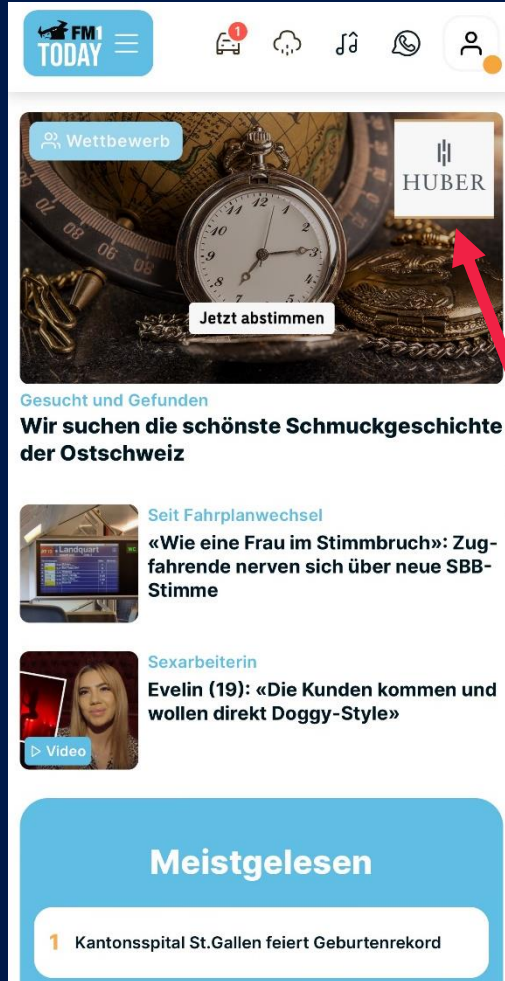 FM1
TODAY
1
Wettbewerb
HUBER
Jetzt abstimmen
Gesucht und Gefunden
Wir suchen die schönste Schmuckgeschichte
der Ostschweiz
Landquart
Seit Fahrplanwechsel
«Wie eine Frau im Stimmbruch»: Zug-
fahrende nerven sich über neue SBB-
Stimme
Sexarbeiterin
Evelin (19): «Die Kunden kommen und
wollen direkt Doggy-Style»
Video
Meistgelesen
1 Kantonsspital St.Gallen feiert Geburtenrekord